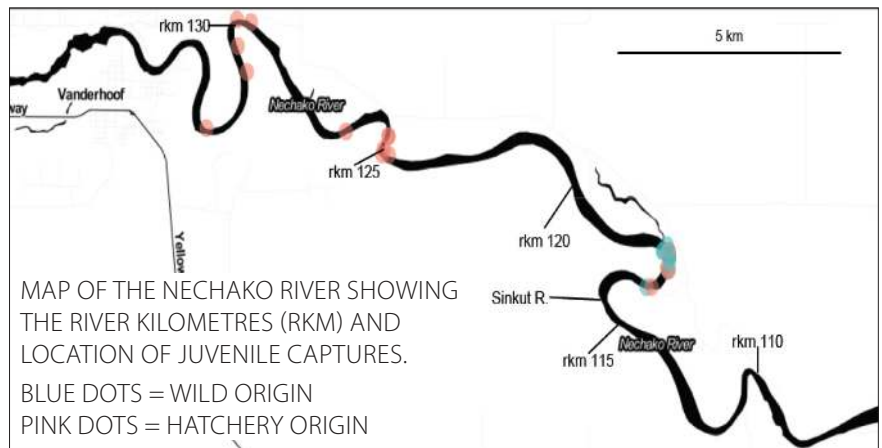 rkm 130
5 km
Vanderhoof
way
Nechako River
rkm 125
Yellow
rkm 120
Sinkut R.
rkm 115
Nechako River
rkm 110
MAP OF THE NECHAKO RIVER SHOWING
THE RIVER KILOMETRES (RKM) AND
LOCATION OF JUVENILE CAPTURES.
BLUE DOTS = WILD ORIGIN
PINK DOTS = HATCHERY ORIGIN